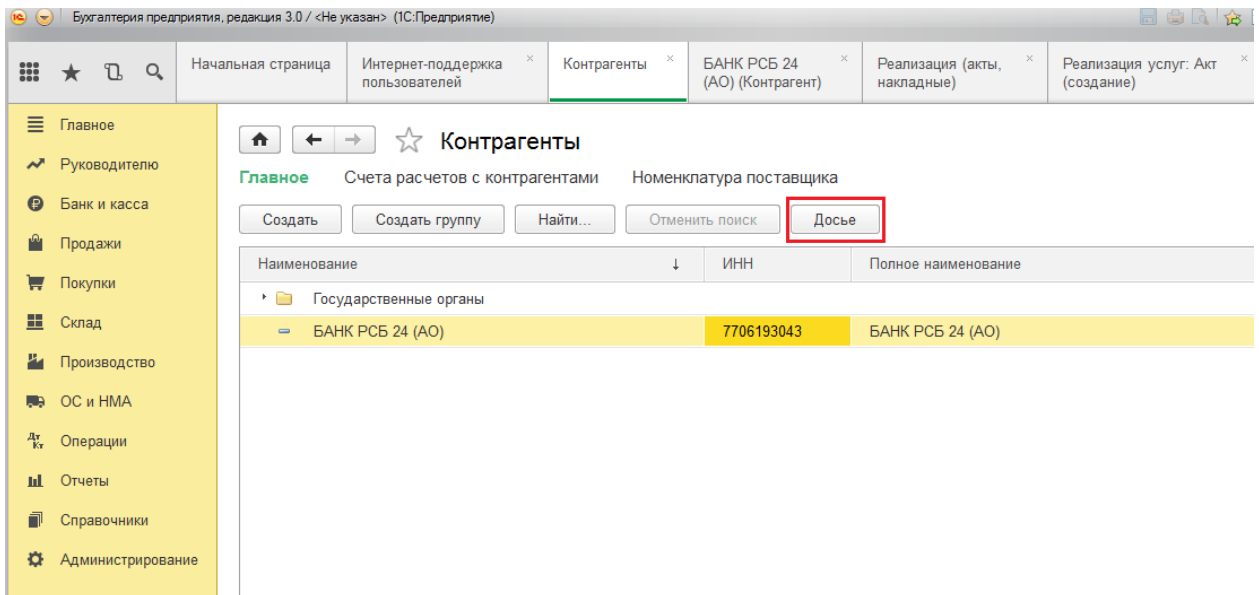 Бухгалтерия предприятия, редакция 3.0 / <Не указан> (1С:Предприятие)
Начальная страница
Интернет-поддержка
пользователей
Контрагенты
БАНК РСБ 24
(АО) (Контрагент)
Реализация (акты,
накладные)
Реализация услуг: Акт
(создание)
Главное
Руководителю
Банк и касса
Продажи
Покупки
Склад
Производство
ОС и НМА
Дт Кт Операции
Отчеты
Справочники
Администрирование
Контрагенты
Главное Счета расчетов с контрагентами Номенклатура поставщика
Создать Создать группу Найти... Отменить поиск Досье
Наименование ↓ ИНН Полное наименование
Государственные органы
БАНК РСБ 24 (АО) 7706193043 БАНК РСБ 24 (АО)